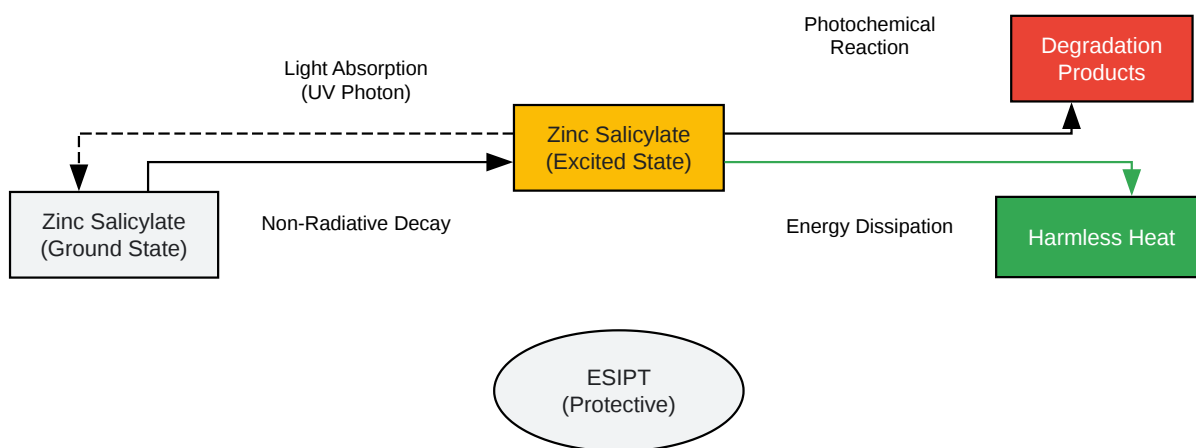 Photochemical
Reaction
Degradation
Products
Light Absorption
(UV Photon)
Zinc Salicylate
(Excited State)
Zinc Salicylate
(Ground State)
Non-Radiative Decay
Energy Dissipation
Harmless Heat
ESIPT
(Protective)